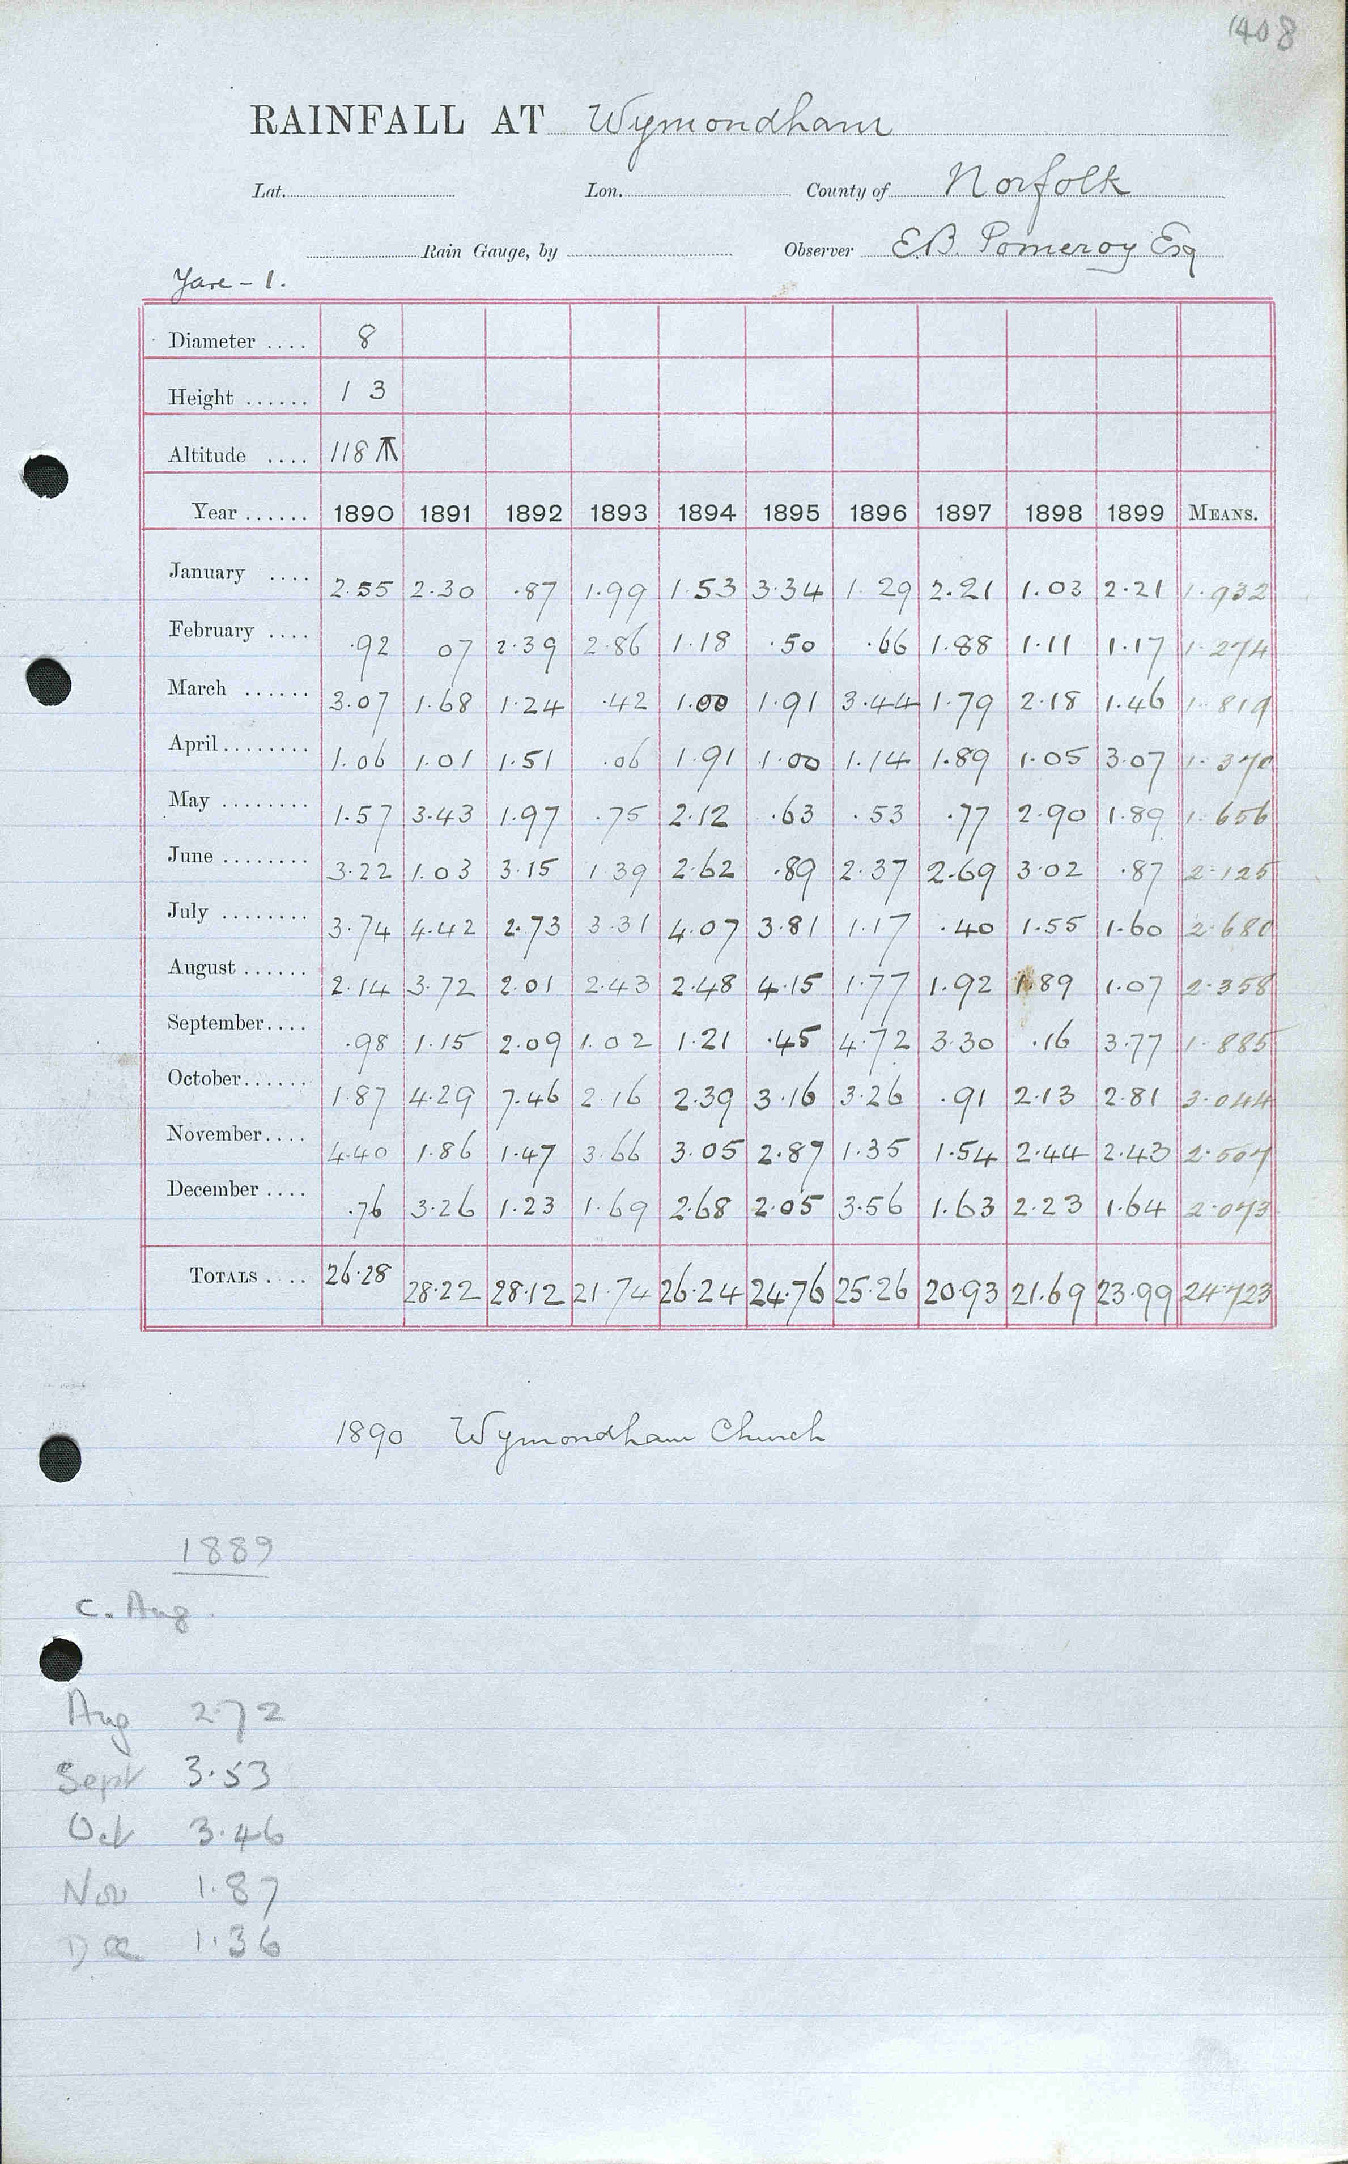 408
RAINFALL AT Wymondham
Lat. Lon. County of Norfolk
Rain Gauge, by Observer E.B. Pomeroy Esq
Yare - 1.
Diameter .... 8
Height ...... 1 3
Altitude .... 118
Year ...... 1890 1891 1892 1893 1894 1895 1896 1897 1898 1899 MEANS.
January .... 2.55 2.30 .87 1.99 1.53 3.34 1.29 2.21 1.03 2.21 1.932
February .... .92 07 2.39 2.86 1.18 .50 .66 1.88 1.11 1.17 1.274
March ...... 3.07 1.68 1.24 .42 1.00 1.91 3.44 1.79 2.18 1.46 1.819
April ........ 1.06 1.01 1.51 .06 1.91 1.00 1.14 1.89 1.05 3.07 1.370
May ........ 1.57 3.43 1.97 .75 2.12 .63 .53 .77 2.90 1.89 1.656
June ........ 3.22 1.03 3.15 1.39 2.62 .89 2.37 2.69 3.02 .87 2.125
July ........ 3.74 4.42 2.73 3.31 4.07 3.81 1.17 .40 1.55 1.60 2.680
August ...... 2.14 3.72 2.01 2.43 2.48 4.15 1.77 1.92 1.89 1.07 2.358
September .... .98 1.15 2.09 1.02 1.21 .45 4.72 3.30 .16 3.77 1.885
October ...... 1.87 4.29 7.46 2.16 2.39 3.16 3.26 .91 2.13 2.81 3.044
November .... 4.40 1.86 1.47 3.66 3.05 2.87 1.35 1.54 2.44 2.43 2.507
December .... .76 3.26 1.23 1.69 2.68 2.05 3.56 1.63 2.23 1.64 2.073
TOTALS .... 26.28 28.22 28.12 21.74 26.24 24.76 25.26 20.93 21.69 23.99 24.723
1890 Wymondham Church
1889
c. Aug.
Aug 2.72
Sept 3.53
Oct 3.46
Nov 1.87
Dec 1.36